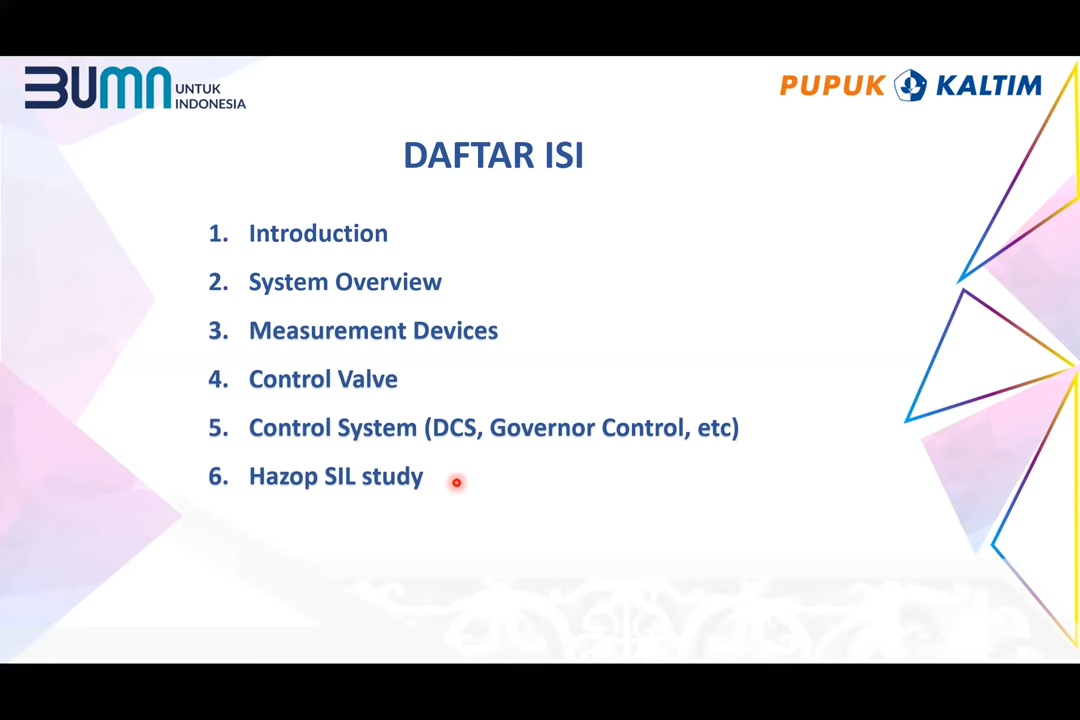 BUMN UNTUK
INDONESIA
PUPUK KALTIM
DAFTAR ISI
1. Introduction
2. System Overview
3. Measurement Devices
4. Control Valve
5. Control System (DCS, Governor Control, etc)
6. Hazop SIL study